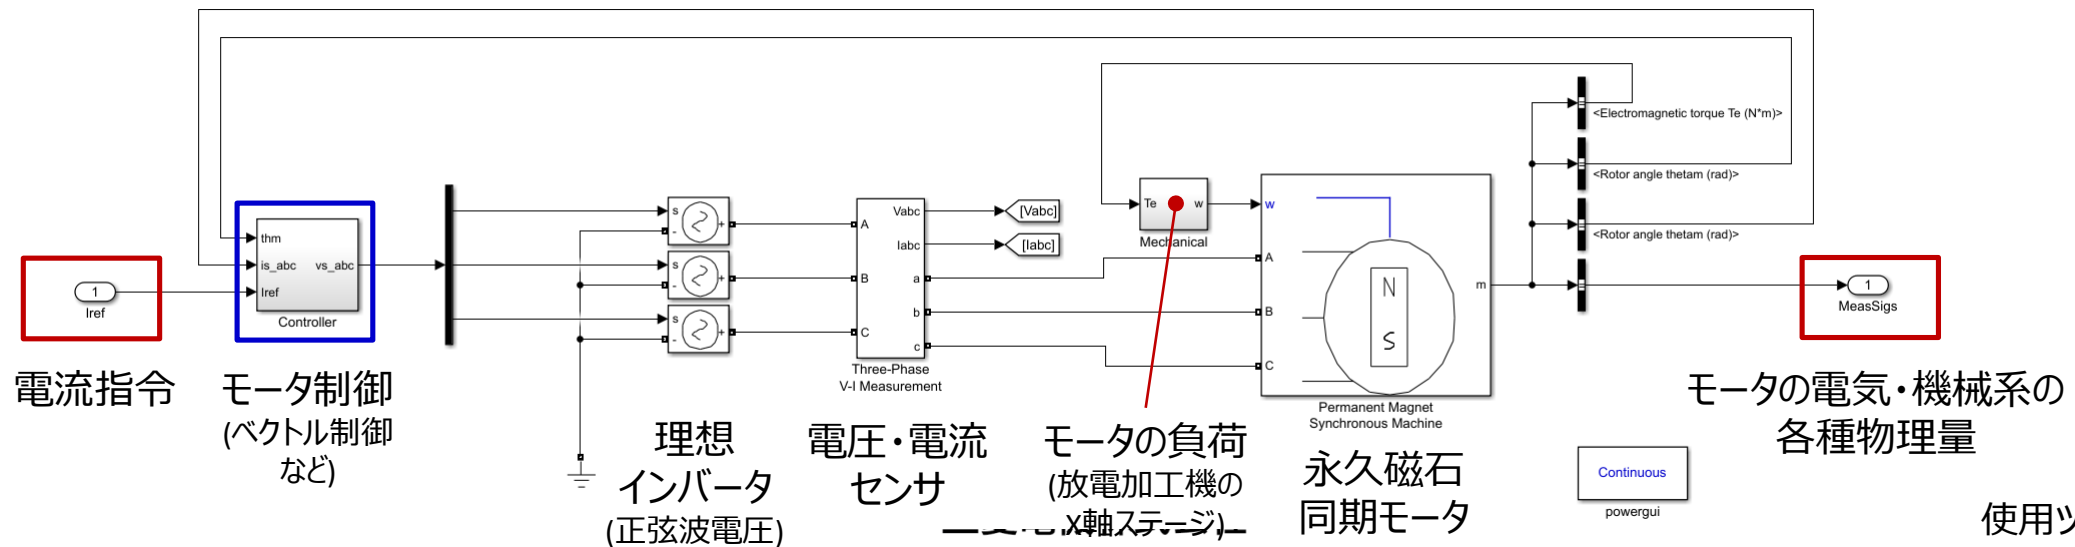 <Electromagnetic torque Te (N*m)>
<Rotor angle thetam (rad)>
<Rotor angle thetam (rad)>
thm
is_abc
Iref
vs_abc
Controller
1
Iref
s
-
+
s
-
+
s
-
+
A
B
C
Vabc
Iabc
a
b
c
Three-Phase
V-I Measurement
[Vabc]
[Iabc]
Te
w
Mechanical
w
A
B
C
N
S
m
Permanent Magnet
Synchronous Machine
1
MeasSigs
Continuous
powergui
電流指令
モータ制御
(ベクトル制御
など)
理想
インバータ
(正弦波電圧)
電圧・電流
センサ
モータの負荷
(放電加工機の
X軸ステージ)
永久磁石
同期モータ
モータの電気・機械系の
各種物理量
使用ツ